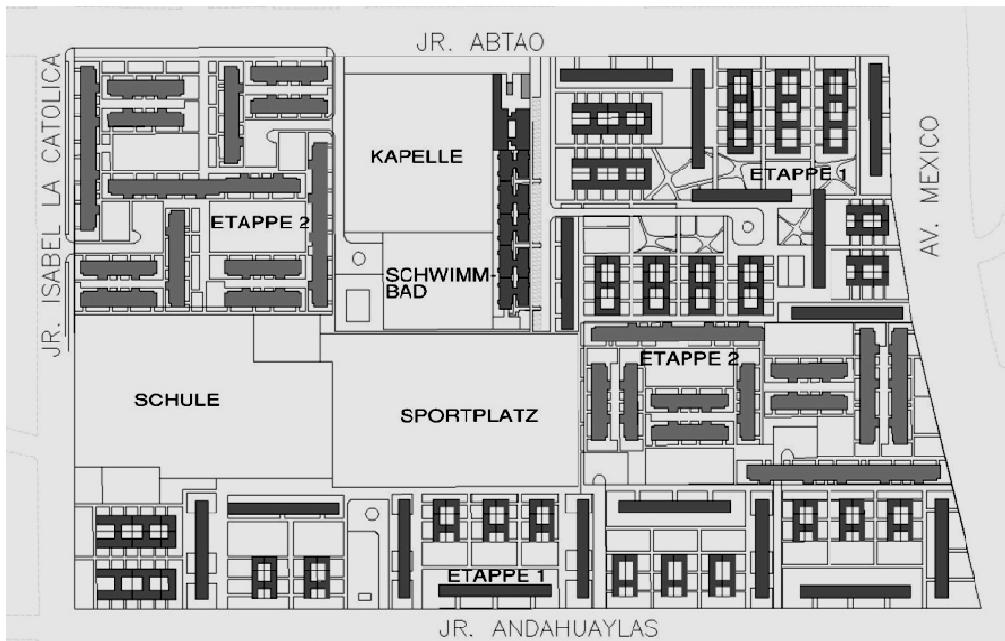 JR. ABTAO
JR. ISABEL LA CATOLICA
KAPELLE
ETAPPE 1
AV. MEXICO
ETAPPE 2
SCHWIMM-
BAD
ETAPPE 2
SCHULE
SPORTPLATZ
ETAPPE 1
JR. ANDAHUAYLAS